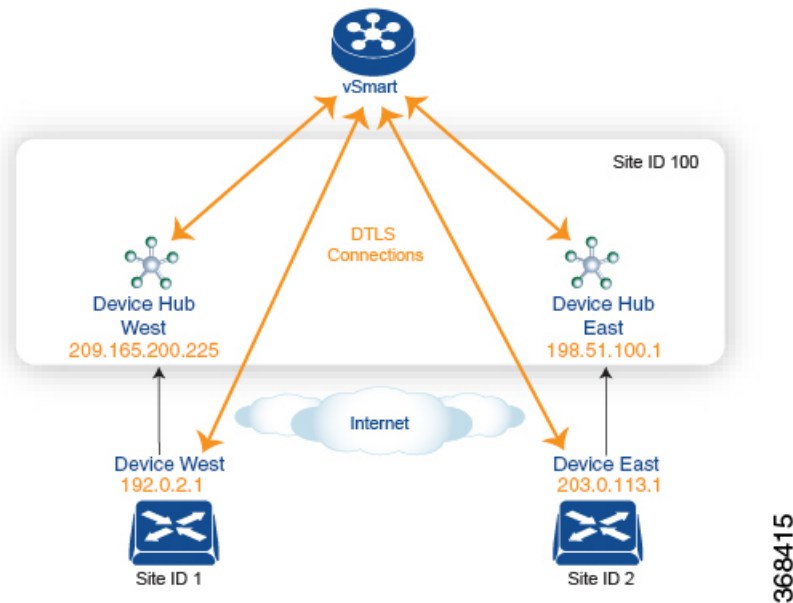 vSmart
Site ID 100
DTLS
Connections
Device Hub
West
209.165.200.225
Device Hub
East
198.51.100.1
Internet
Device West
192.0.2.1
Site ID 1
Device East
203.0.113.1
Site ID 2
368415